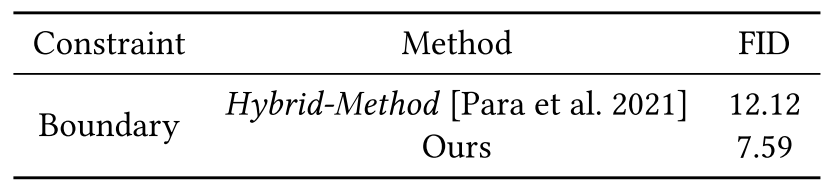 Constraint Method FID
Hybrid-Method [Para et al. 2021] 12.12
Boundary
Ours 7.59